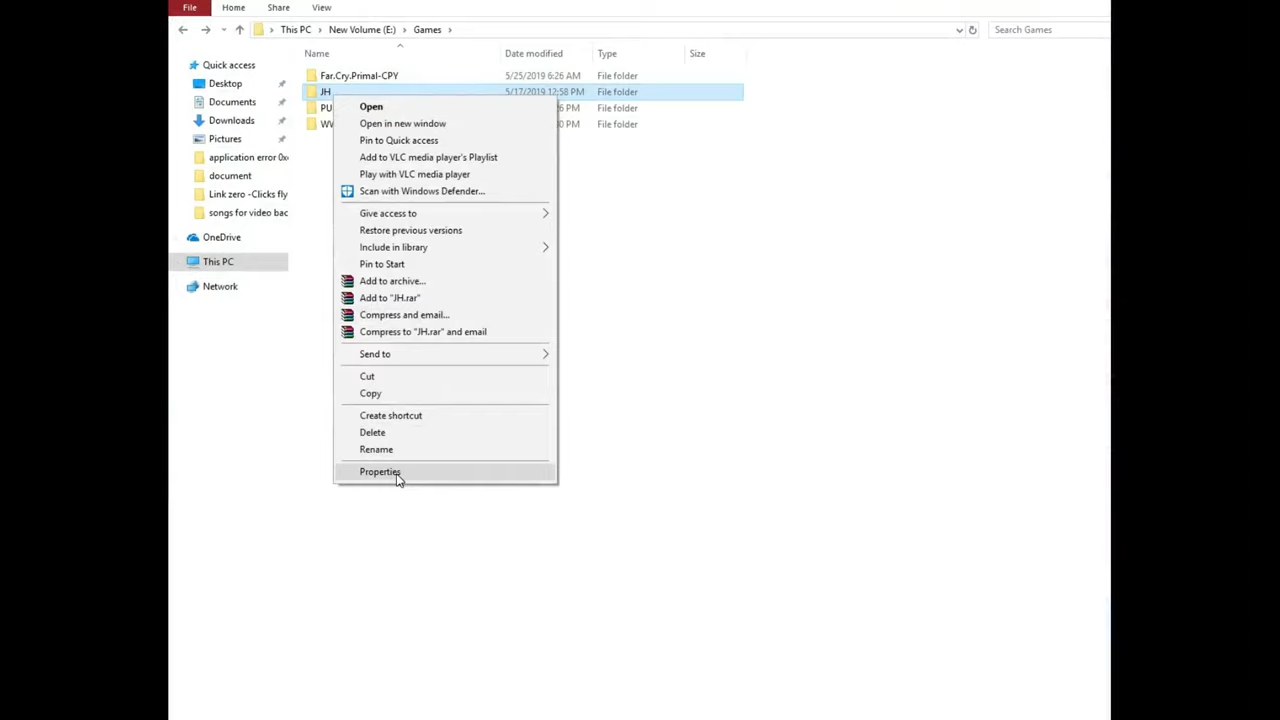 File Home Share View
This PC New Volume (E:) Games Search Games
Name Date modified Type Size
Quick access
Desktop
Documents
Downloads
Pictures
application error 0x
document
Link zero -Clicks fly
songs for video bac
OneDrive
This PC
Network
Far.Cry.Primal-CPY 5/25/2019 6:26 AM File folder
JH 5/17/2019 12:58 PM File folder
PU PM File folder
PM File folder
Open
Open in new window
Pin to Quick access
Add to VLC media player's Playlist
Play with VLC media player
Scan with Windows Defender...
Give access to
Restore previous versions
Include in library
Pin to Start
Add to archive...
Add to "JH.rar"
Compress and email...
Compress to "JH.rar" and email
Send to
Cut
Copy
Create shortcut
Delete
Rename
Properties